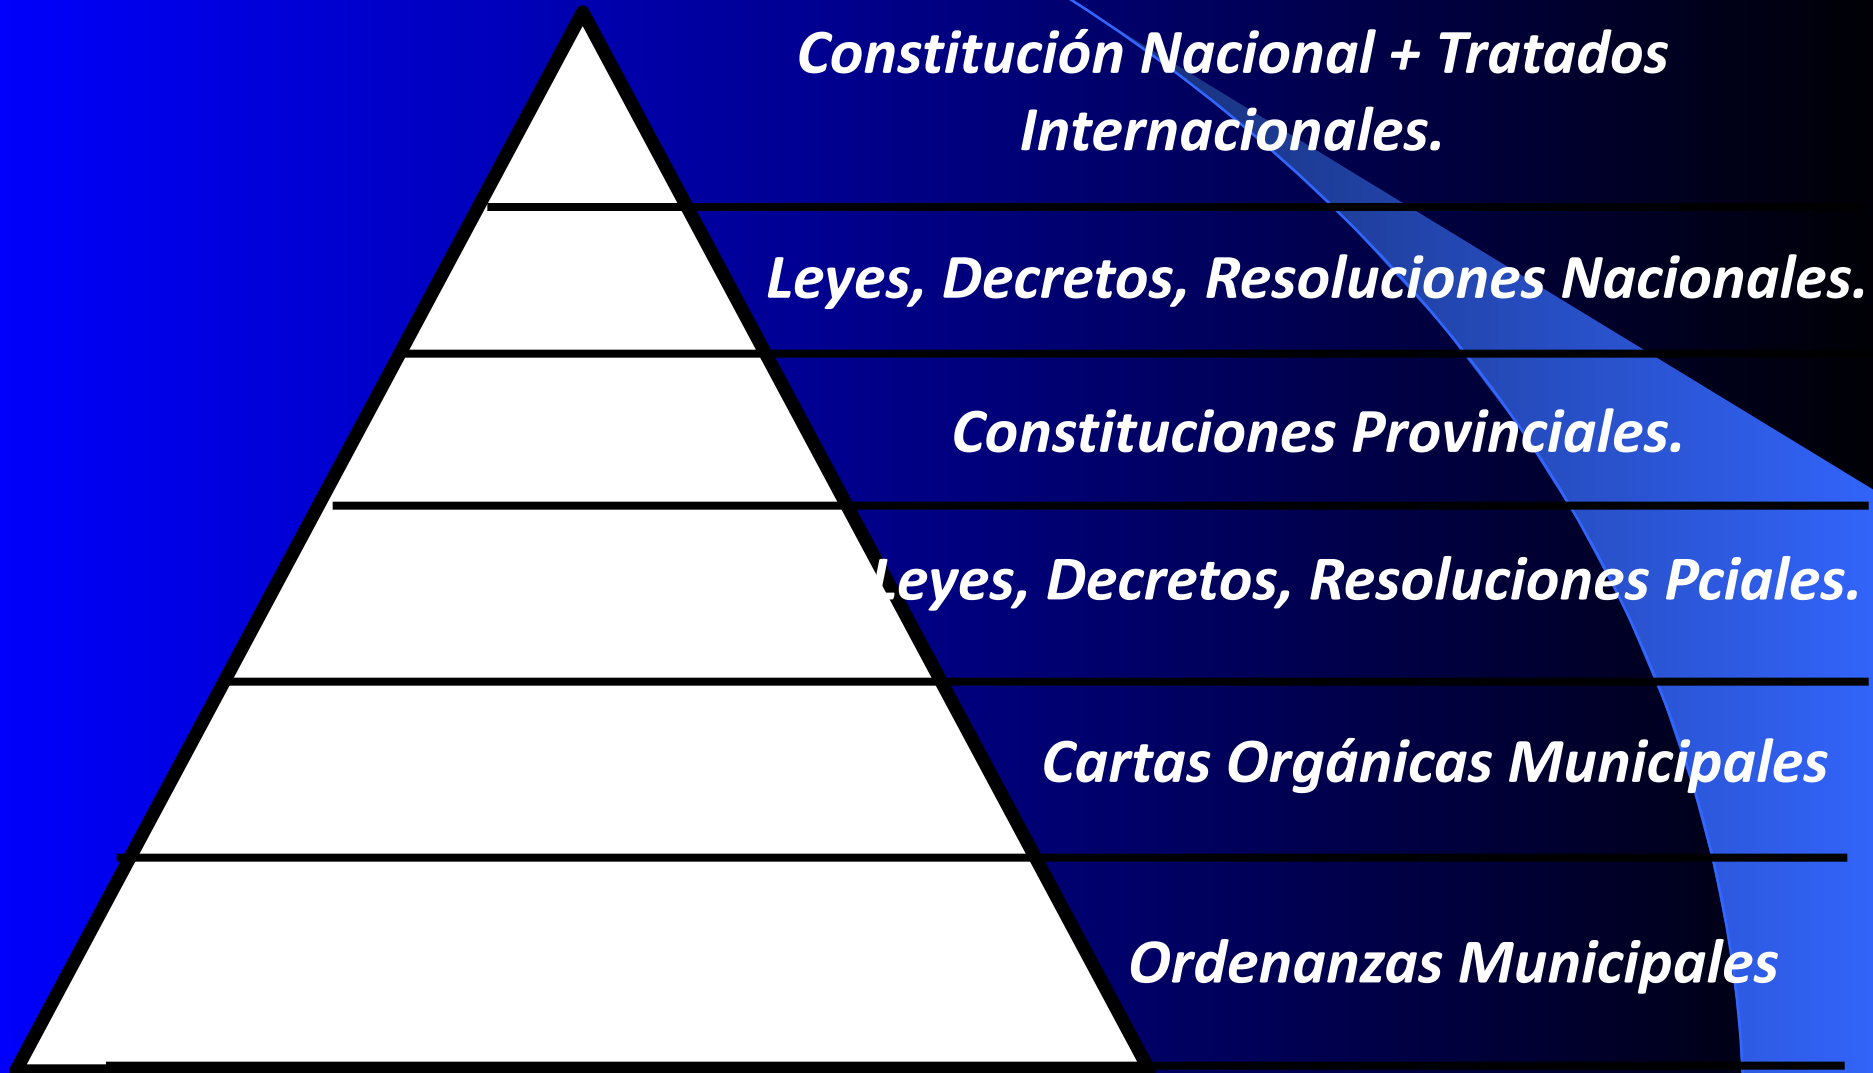 Constitución Nacional + Tratados
Internacionales.
Leyes, Decretos, Resoluciones Nacionales.
Constituciones Provinciales.
Leyes, Decretos, Resoluciones Pciales.
Cartas Orgánicas Municipales
Ordenanzas Municipales